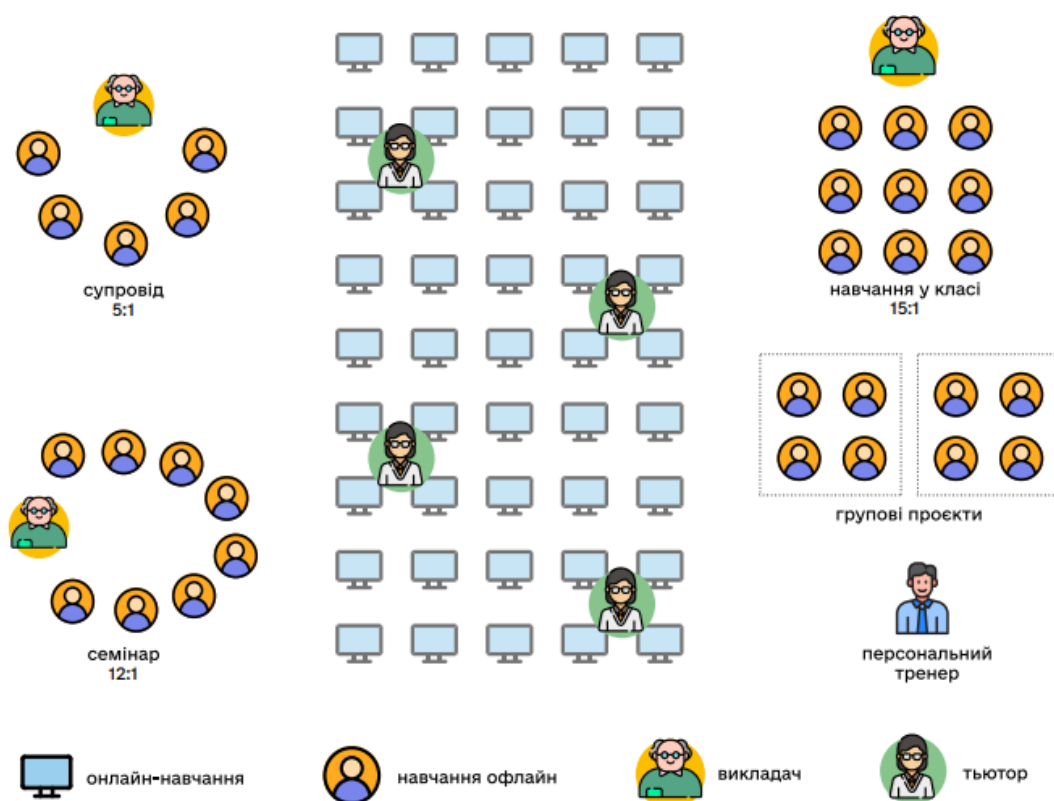 супровід
5:1
навчання у класі
15:1
групові проєкти
семінар
12:1
персональний
тренер
онлайн-навчання
навчання офлайн
викладач
тьютор